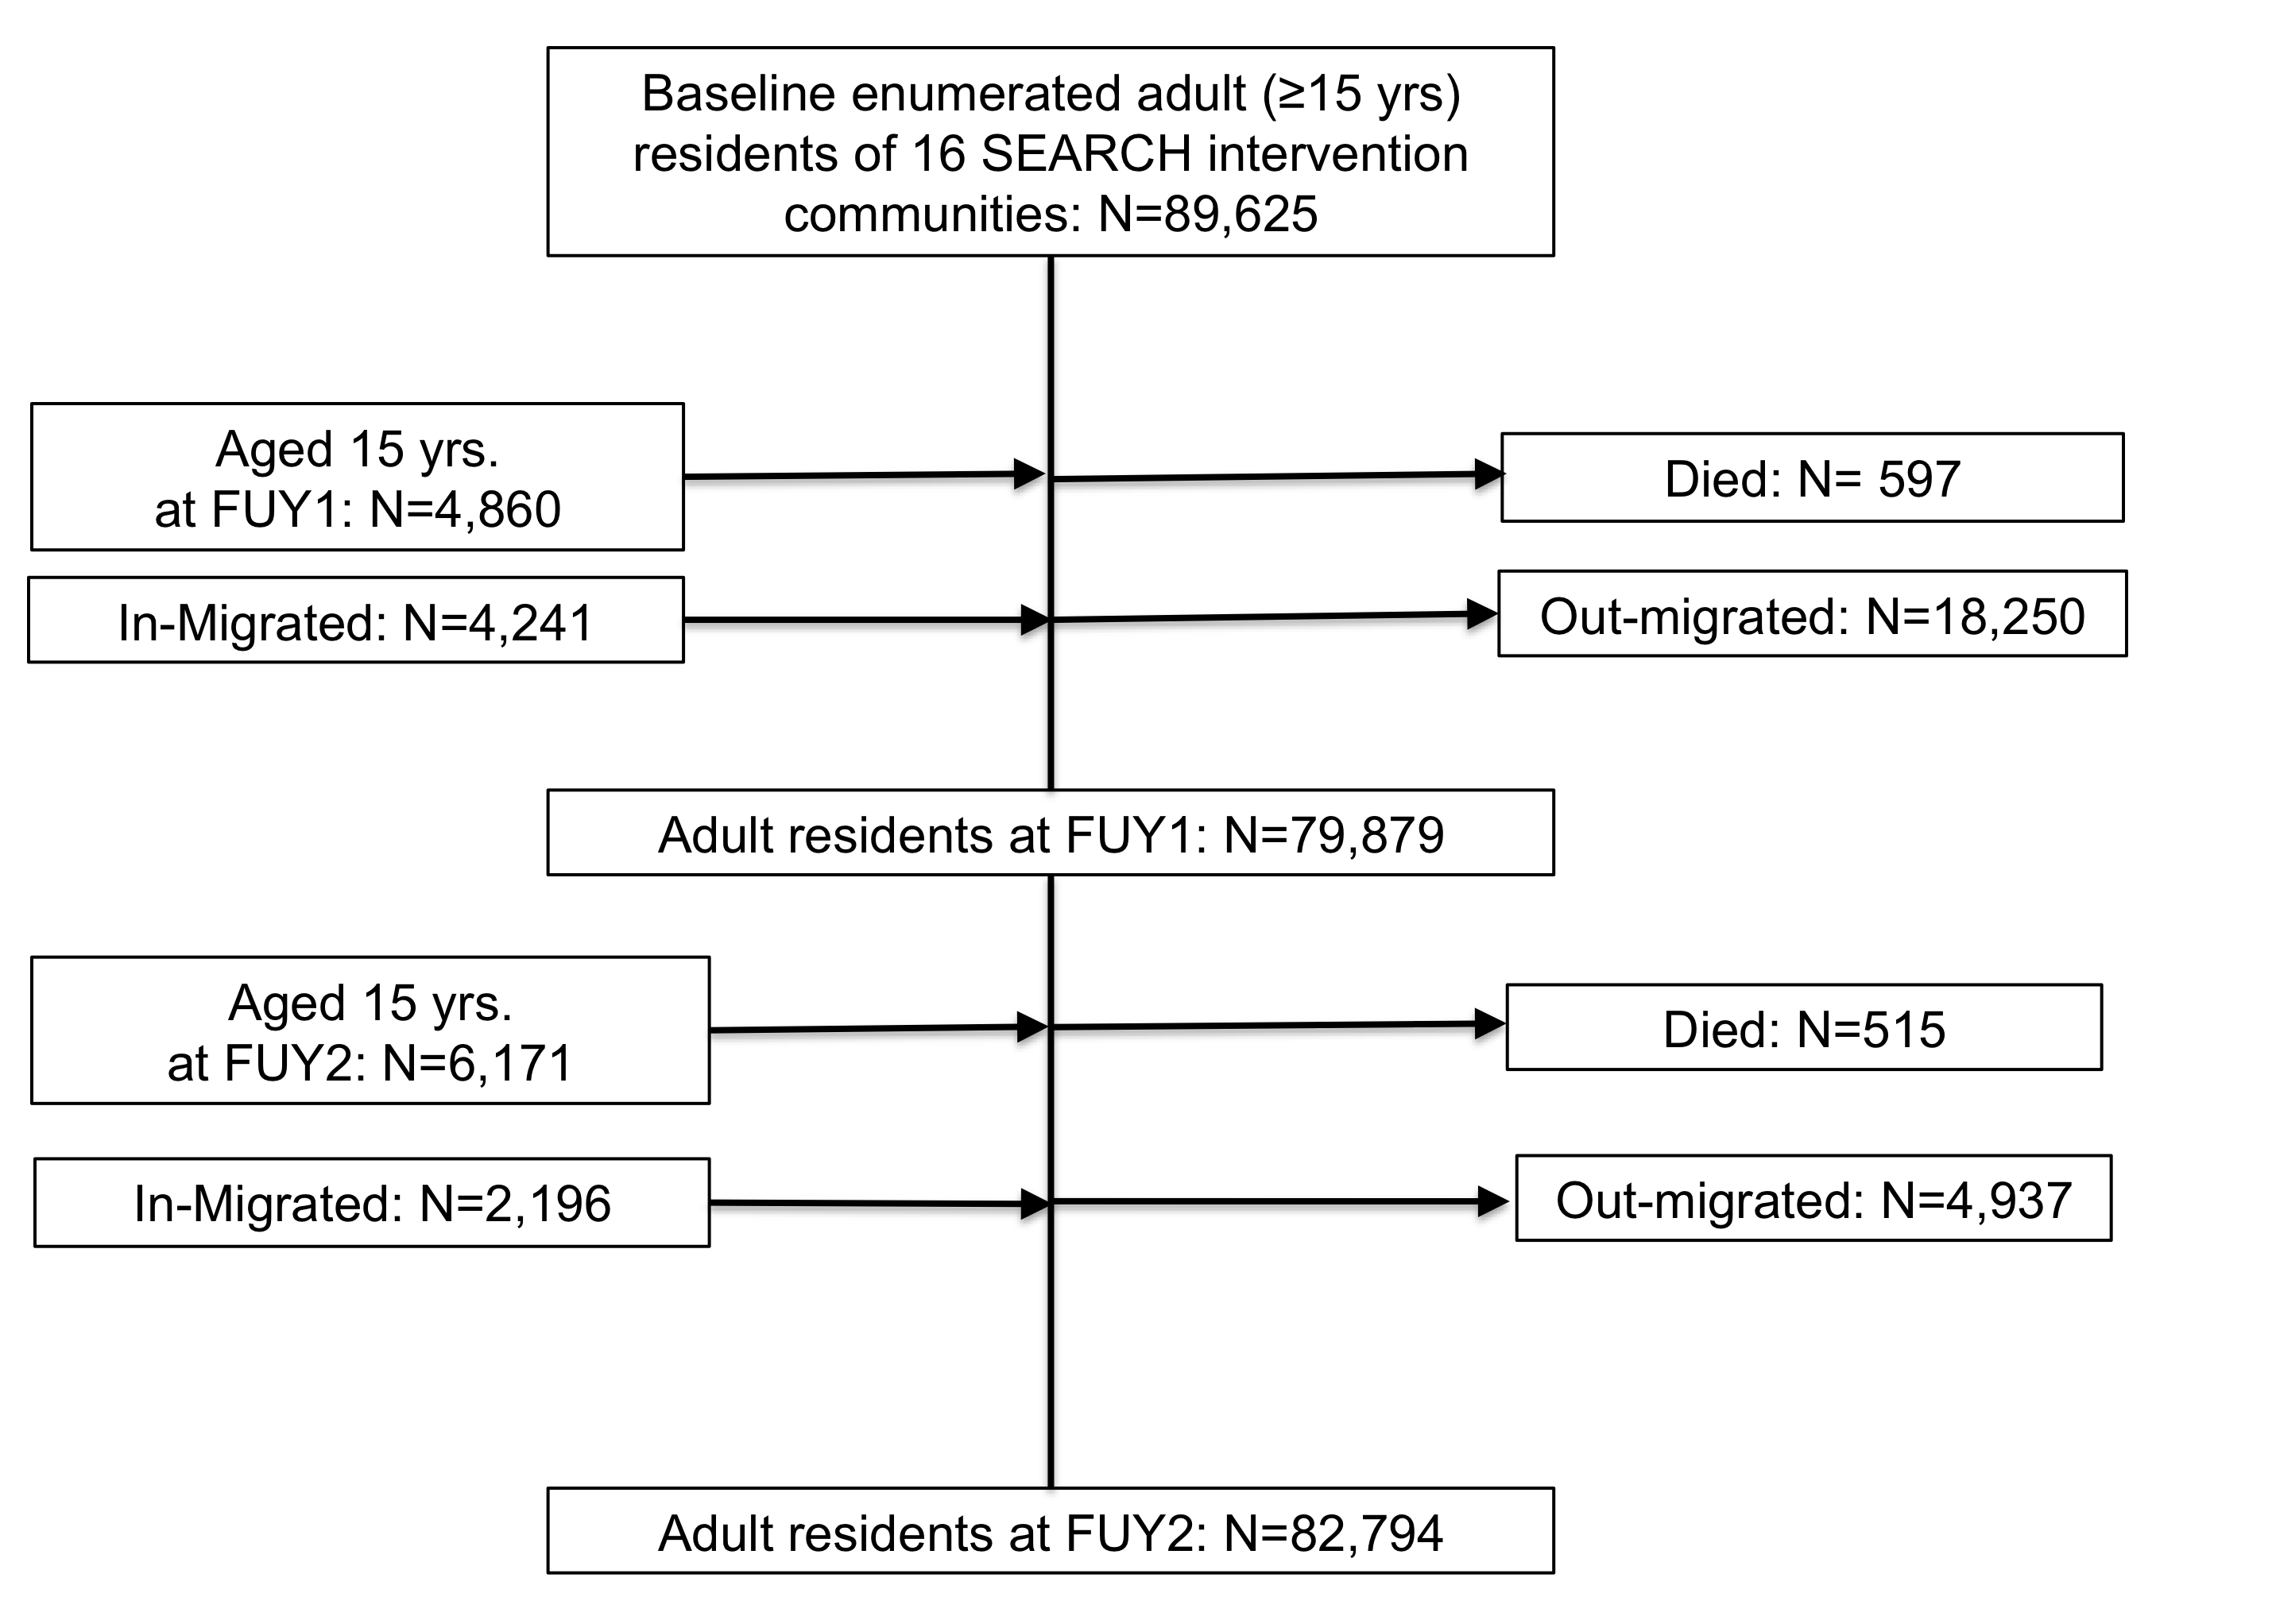 Baseline enumerated adult (≥15 yrs)
residents of 16 SEARCH intervention
communities: N=89,625
Aged 15 yrs.
at FUY1: N=4,860
Died: N= 597
In-Migrated: N=4,241
Out-migrated: N=18,250
Adult residents at FUY1: N=79,879
Aged 15 yrs.
at FUY2: N=6,171
Died: N=515
In-Migrated: N=2,196
Out-migrated: N=4,937
Adult residents at FUY2: N=82,794